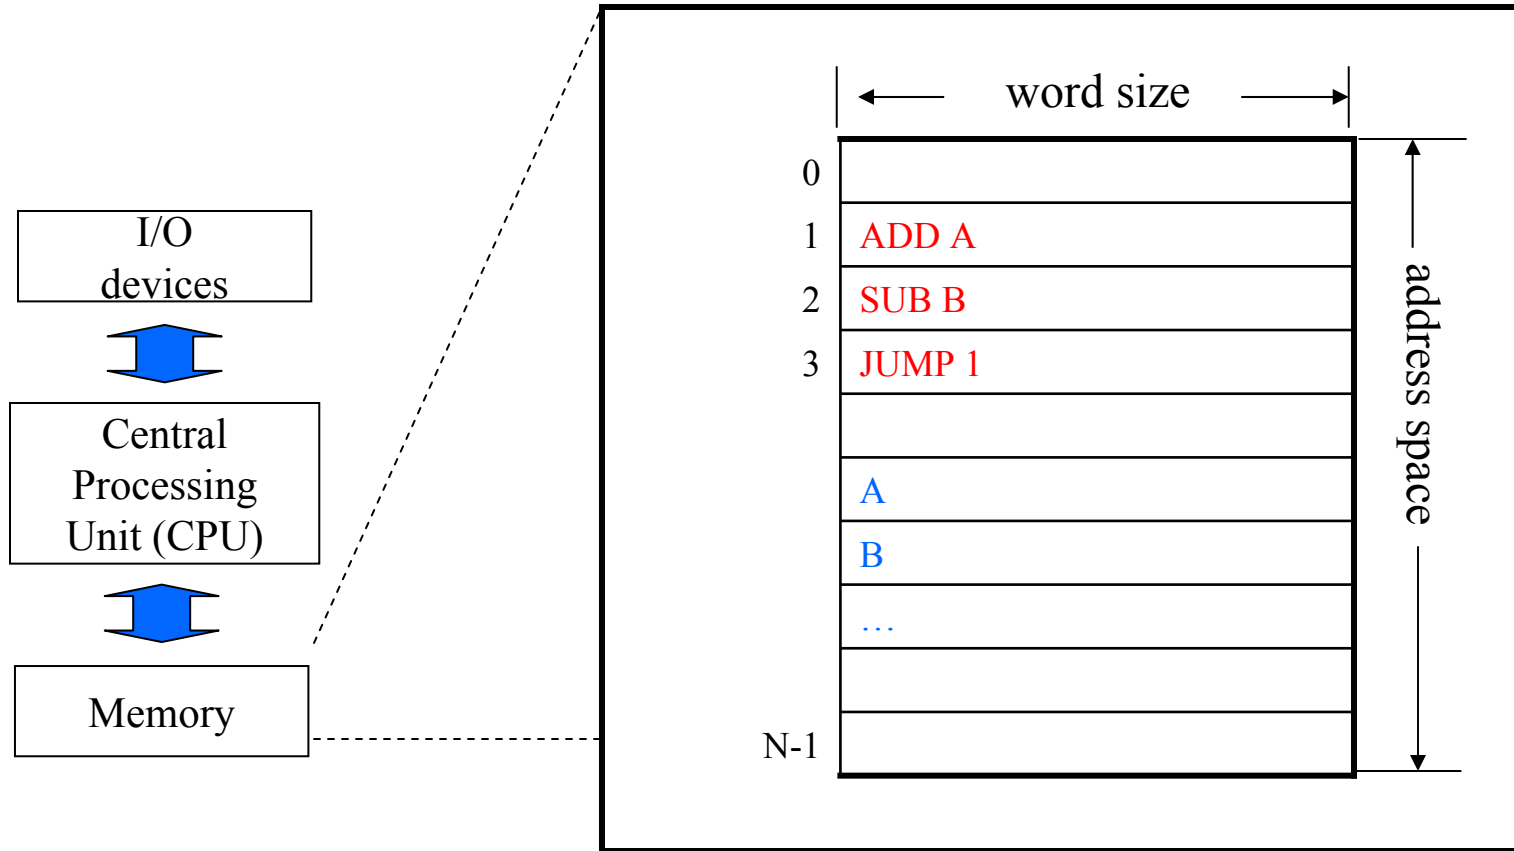 I/O
devices
Central
Processing
Unit (CPU)
Memory
word size
0
1 ADD A
2 SUB B
3 JUMP 1
A
B
…
N-1
address space